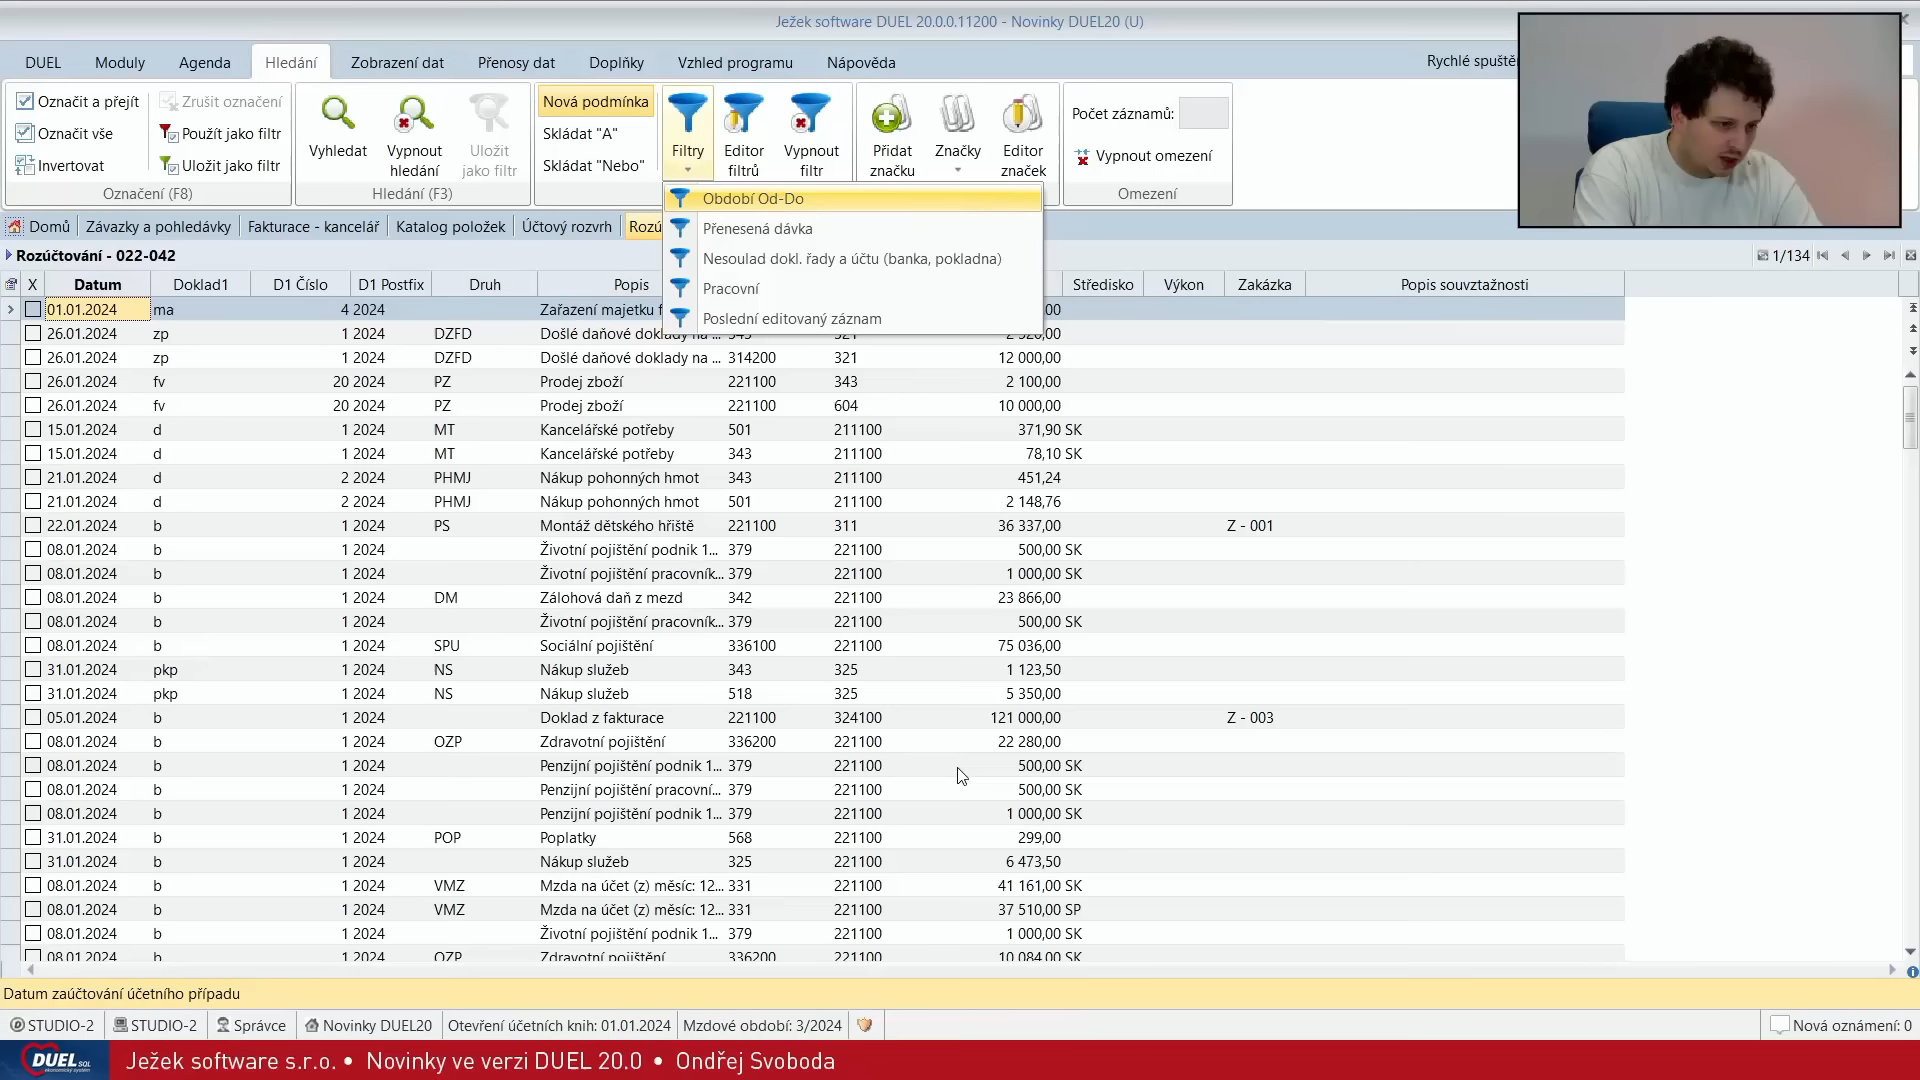 Ježek software DUEL 20.0.0.11200 - Novinky DUEL20 (U)
DUEL Moduly Agenda Hledání Zobrazení dat Přenosy dat Doplňky Vzhled programu Nápověda Rychlé spuště
Označit a přejít Zrušit označení
Označit vše Použít jako filtr
Invertovat Uložit jako filtr
Označení (F8)
Vyhledat Vypnout hledání Uložit jako filtr
Hledání (F3)
Nová podmínka
Skládat "A"
Skládat "Nebo"
Filtry Editor filtrů Vypnout filtr
Přidat značku Značky Editor značek
Počet záznamů:
Vypnout omezení
Omezení
Období Od-Do
Přenesená dávka
Nesoulad dokl. řady a účtu (banka, pokladna)
Pracovní
Poslední editovaný záznam
Domů Závazky a pohledávky Fakturace - kancelář Katalog položek Účtový rozvrh Rozú
Rozúčtování - 022-042 1/134
X Datum Doklad1 D1 Číslo D1 Postfix Druh Popis Středisko Výkon Zakázka Popis souvztažnosti
01.01.2024 ma 4 2024 Zařazení majetku f 00
26.01.2024 zp 1 2024 DZFD Došlé daňové doklady na ... 343 321 2 520,00
26.01.2024 zp 1 2024 DZFD Došlé daňové doklady na ... 314200 321 12 000,00
26.01.2024 fv 20 2024 PZ Prodej zboží 221100 343 2 100,00
26.01.2024 fv 20 2024 PZ Prodej zboží 221100 604 10 000,00
15.01.2024 d 1 2024 MT Kancelářské potřeby 501 211100 371,90 SK
15.01.2024 d 1 2024 MT Kancelářské potřeby 343 211100 78,10 SK
21.01.2024 d 2 2024 PHMJ Nákup pohonných hmot 343 211100 451,24
21.01.2024 d 2 2024 PHMJ Nákup pohonných hmot 501 211100 2 148,76
22.01.2024 b 1 2024 PS Montáž dětského hřiště 221100 311 36 337,00 Z - 001
08.01.2024 b 1 2024 Životní pojištění podnik 1... 379 221100 500,00 SK
08.01.2024 b 1 2024 Životní pojištění pracovník... 379 221100 1 000,00 SK
08.01.2024 b 1 2024 DM Zálohová daň z mezd 342 221100 23 866,00
08.01.2024 b 1 2024 Životní pojištění pracovník... 379 221100 500,00 SK
08.01.2024 b 1 2024 SPU Sociální pojištění 336100 221100 75 036,00
31.01.2024 pkp 1 2024 NS Nákup služeb 343 325 1 123,50
31.01.2024 pkp 1 2024 NS Nákup služeb 518 325 5 350,00
05.01.2024 b 1 2024 Doklad z fakturace 221100 324100 121 000,00 Z - 003
08.01.2024 b 1 2024 OZP Zdravotní pojištění 336200 221100 22 280,00
08.01.2024 b 1 2024 Penzijní pojištění podnik 1... 379 221100 500,00 SK
08.01.2024 b 1 2024 Penzijní pojištění pracovní... 379 221100 500,00 SK
08.01.2024 b 1 2024 Penzijní pojištění podnik 1... 379 221100 1 000,00 SK
31.01.2024 b 1 2024 POP Poplatky 568 221100 299,00
31.01.2024 b 1 2024 Nákup služeb 325 221100 6 473,50
08.01.2024 b 1 2024 VMZ Mzda na účet (z) měsíc: 12... 331 221100 41 161,00 SK
08.01.2024 b 1 2024 VMZ Mzda na účet (z) měsíc: 12... 331 221100 37 510,00 SP
08.01.2024 b 1 2024 Životní pojištění podnik 1... 379 221100 1 000,00 SK
08.01.2024 b 1 2024 OZP Zdravotní pojištění 336200 221100 10 084,00 SK
Datum zaúčtování účetního případu
STUDIO-2 STUDIO-2 Správce Novinky DUEL20 Otevření účetních knih: 01.01.2024 Mzdové období: 3/2024 Nová oznámení: 0
DUEL SQL ekonomický systém Ježek software s.r.o. • Novinky ve verzi DUEL 20.0 • Ondřej Svoboda